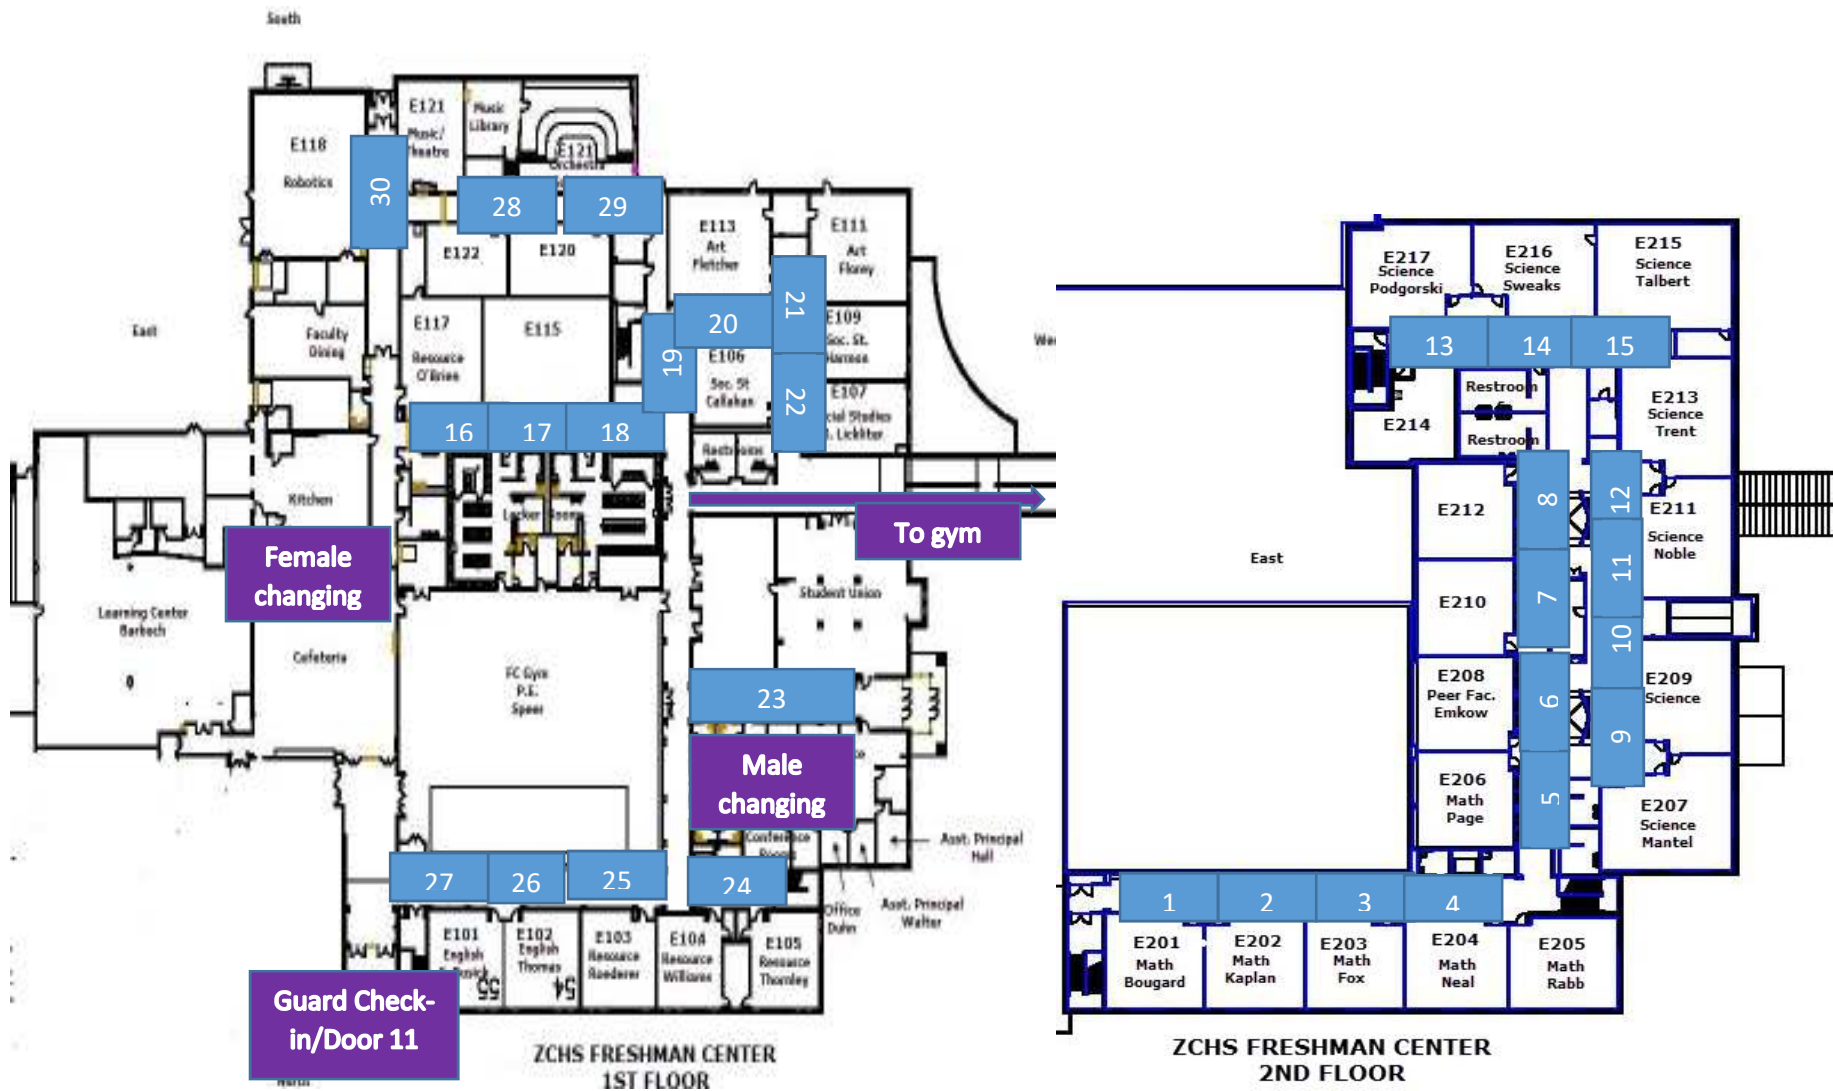 South
E121
Music/
Theatre
Music
Library
E121
Orchestra
E118
Robotics
30
28
29
E122
E120
E113
Art
Fletcher
E111
Art
Florey
21
20
19
22
E109
Soc. St.
Harmon
E106
Soc. St
Callahan
E107
East
Faculty
Dining
E117
Resource
O'Brien
E115
16
17
18
Restrooms
Kitchen
Locker Rooms
To gym
Female
changing
Learning Center
Barbech
Cafeteria
Student Union
FC Gym
P.E.
Speer
23
Male
changing
Conference
Rooms
Asst. Principal
Hall
27
26
25
24
Office
Duhn
Asst. Principal
Walter
E101
English
55
E102
English
Thomas
54
E103
Resource
Roederer
E104
Resource
Williams
E105
Resource
Thornley
Guard Check-
in/Door 11
North
ZCHS FRESHMAN CENTER
1ST FLOOR
E217
Science
Podgorski
E216
Science
Sweaks
E215
Science
Talbert
13
14
15
Restroom
Restroom
E214
E213
Science
Trent
8
12
E212
E211
Science
Noble
East
7
11
E210
10
E208
Peer Fac.
Emkow
6
E209
Science
9
E206
Math
Page
5
E207
Science
Mantel
1
2
3
4
E201
Math
Bougard
E202
Math
Kaplan
E203
Math
Fox
E204
Math
Neal
E205
Math
Rabb
ZCHS FRESHMAN CENTER
2ND FLOOR